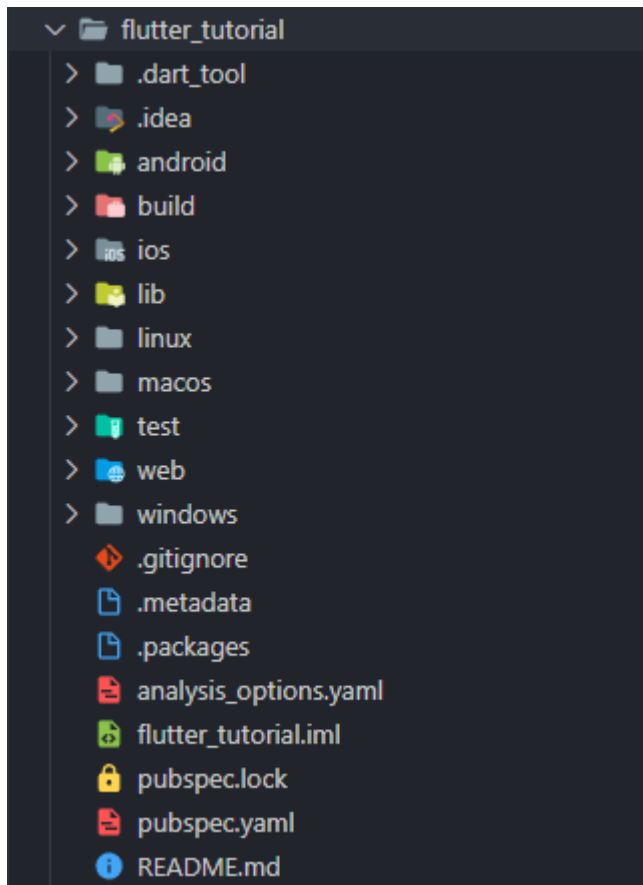 flutter_tutorial
.dart_tool
.idea
android
build
iOS ios
lib
linux
macos
test
web
windows
.gitignore
.metadata
.packages
analysis_options.yaml
flutter_tutorial.iml
pubspec.lock
pubspec.yaml
README.md